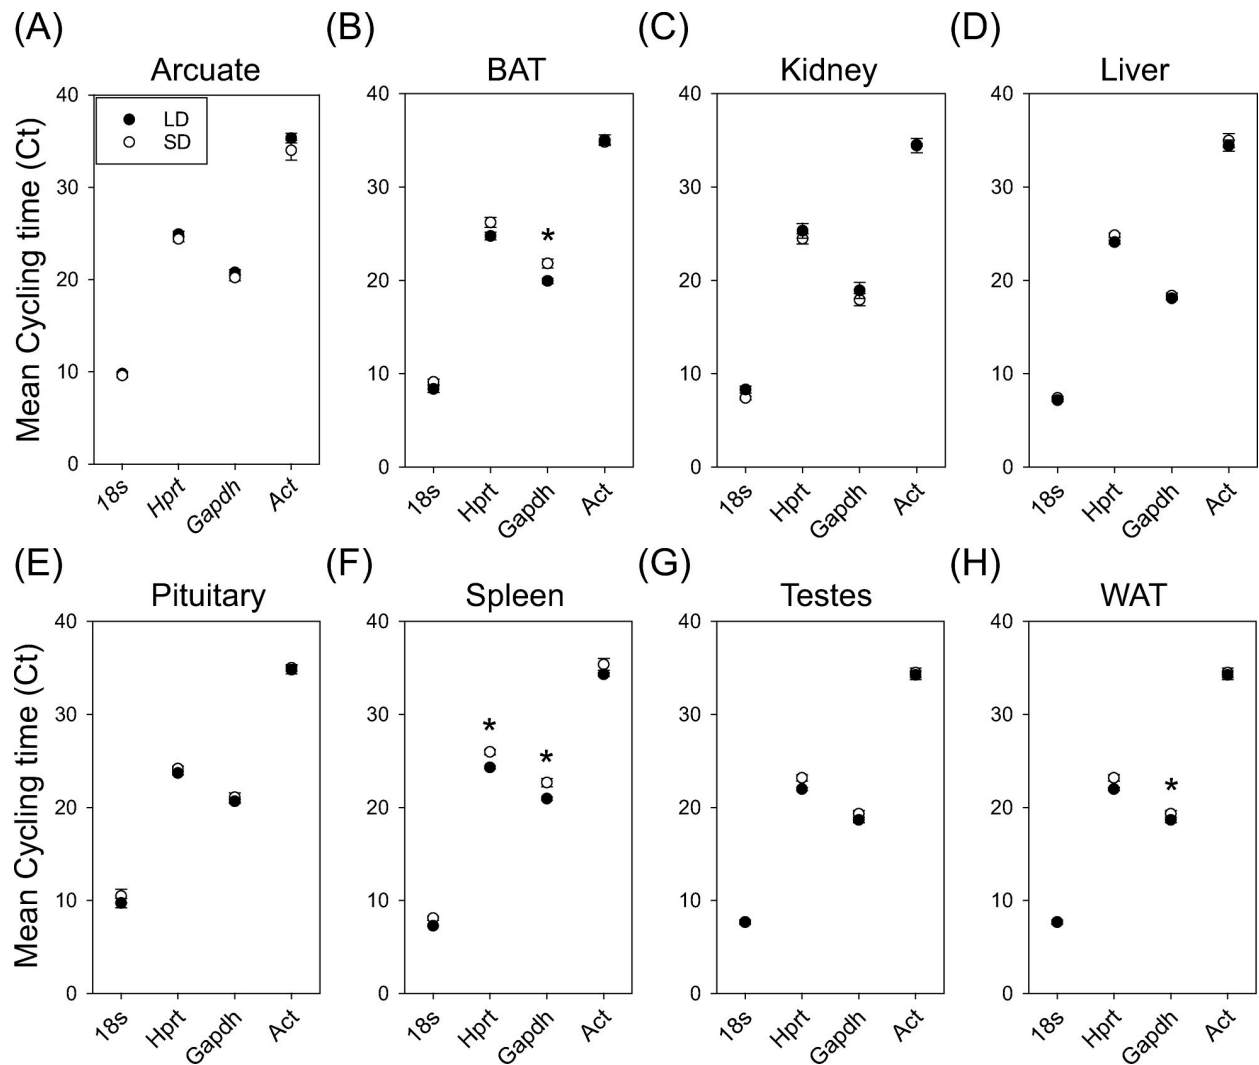 (A) (B) (C) (D)
Arcuate BAT Kidney Liver
Mean Cycling time (Ct)
40 40 40 40
LD
SD
30 30 30 30
20 * 20 20 20
10 10 10 10
0 0 0 0
18s Hprt Gapdh Act 18s Hprt Gapdh Act 18s Hprt Gapdh Act 18s Hprt Gapdh Act
(E) (F) (G) (H)
Pituitary Spleen Testes WAT
Mean Cycling time (Ct)
40 40 40 40
30 30 30 30
* * *
20 20 20 20
10 10 10 10
0 0 0 0
18s Hprt Gapdh Act 18s Hprt Gapdh Act 18s Hprt Gapdh Act 18s Hprt Gapdh Act